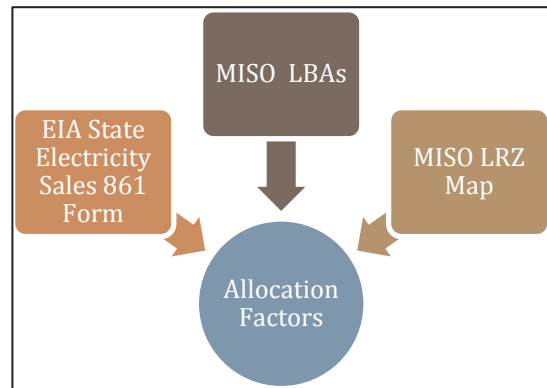 MISO LBAs
EIA State
Electricity
Sales 861
Form
MISO LRZ
Map
Allocation
Factors